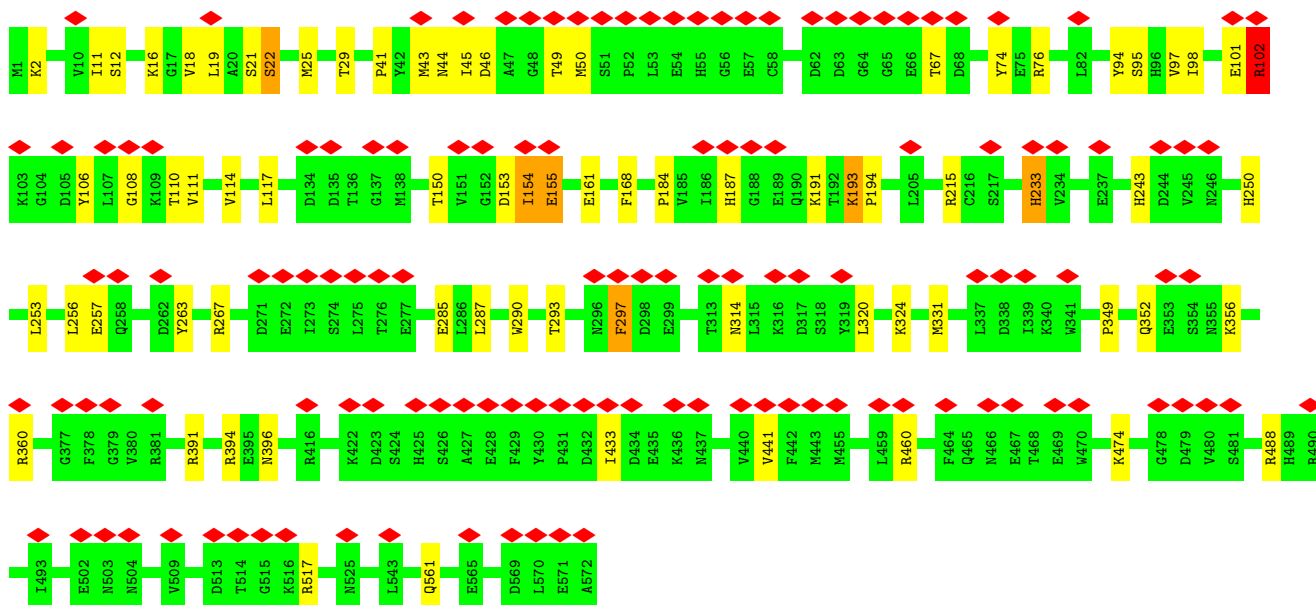 M1 K2 V10 I11 S12 K16 G17 V18 L19 A20 S21 S22 M25 T29 P41 Y42 M43 N44 I45 D46 A47 G48 T49 M50 S51 P52 L53 E54 H55 G56 E57 C58 D62 D63 G64 G65 E66 T67 D68 Y74 E75 R76 L82 Y94 S95 H96 V97 I98 E101 R102
K103 G104 D105 Y106 L107 G108 K109 T110 V111 V114 L117 D134 D135 T136 G137 M138 T150 V151 G152 D153 I154 E155 E161 F168 P184 V185 I186 H187 G188 E189 Q190 K191 T192 K193 P194 L205 R215 C216 S217 H233 V234 E237 H243 D244 V245 N246 H250
L253 L256 E257 Q258 D262 Y263 R267 D271 E272 I273 S274 L275 T276 E277 E285 L286 L287 W290 T293 N296 F297 D298 E299 T313 N314 L315 K316 D317 S318 Y319 L320 K324 M331 L337 D338 I339 K340 W341 P349 Q352 E353 S354 N355 K356
R360 G377 F378 G379 V380 R381 R391 R394 E395 N396 R416 K422 D423 S424 H425 S426 A427 E428 F429 Y430 P431 D432 I433 D434 E435 K436 N437 V440 V441 F442 M443 M455 L459 R460 F464 Q465 N466 E467 T468 E469 W470 K474 G478 D479 V480 S481 R488 H489 R490
I493 E502 N503 N504 V509 D513 T514 G515 K516 R517 N525 L543 Q561 E565 D569 L570 E571 A572